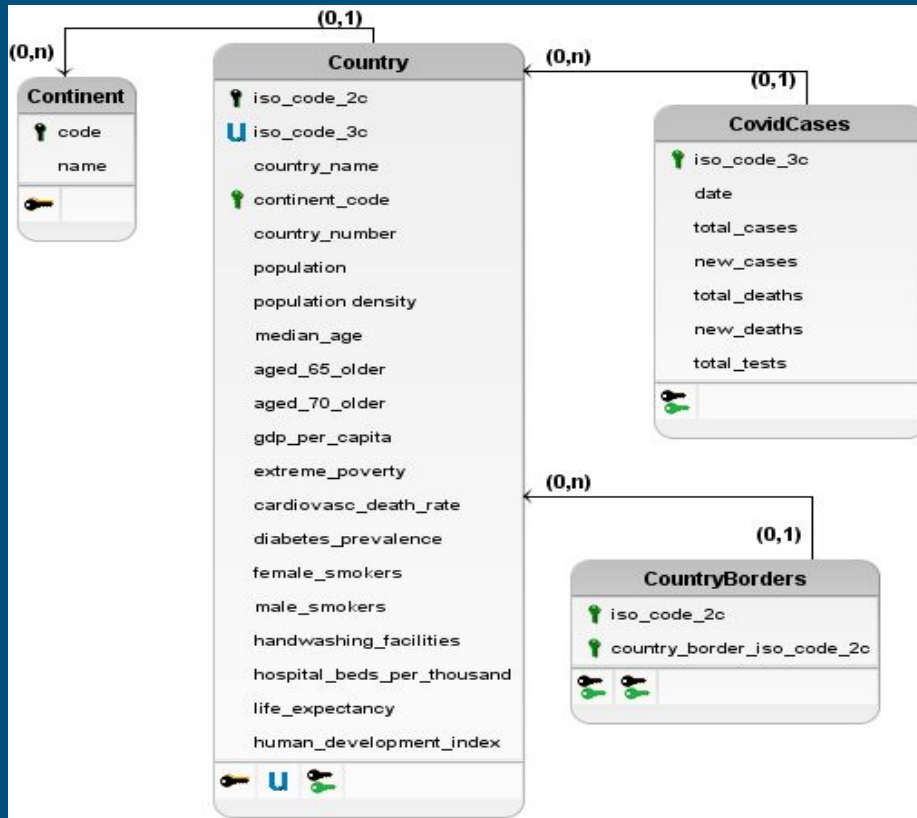 (0,1)
(0,n)
Continent
code
name
Country
iso_code_2c
U iso_code_3c
country_name
continent_code
country_number
population
population density
median_age
aged_65_older
aged_70_older
gdp_per_capita
extreme_poverty
cardiovasc_death_rate
diabetes_prevalence
female_smokers
male_smokers
handwashing_facilities
hospital_beds_per_thousand
life_expectancy
human_development_index
U
(0,n)
(0,1)
CovidCases
iso_code_3c
date
total_cases
new_cases
total_deaths
new_deaths
total_tests
(0,n)
(0,1)
CountryBorders
iso_code_2c
country_border_iso_code_2c